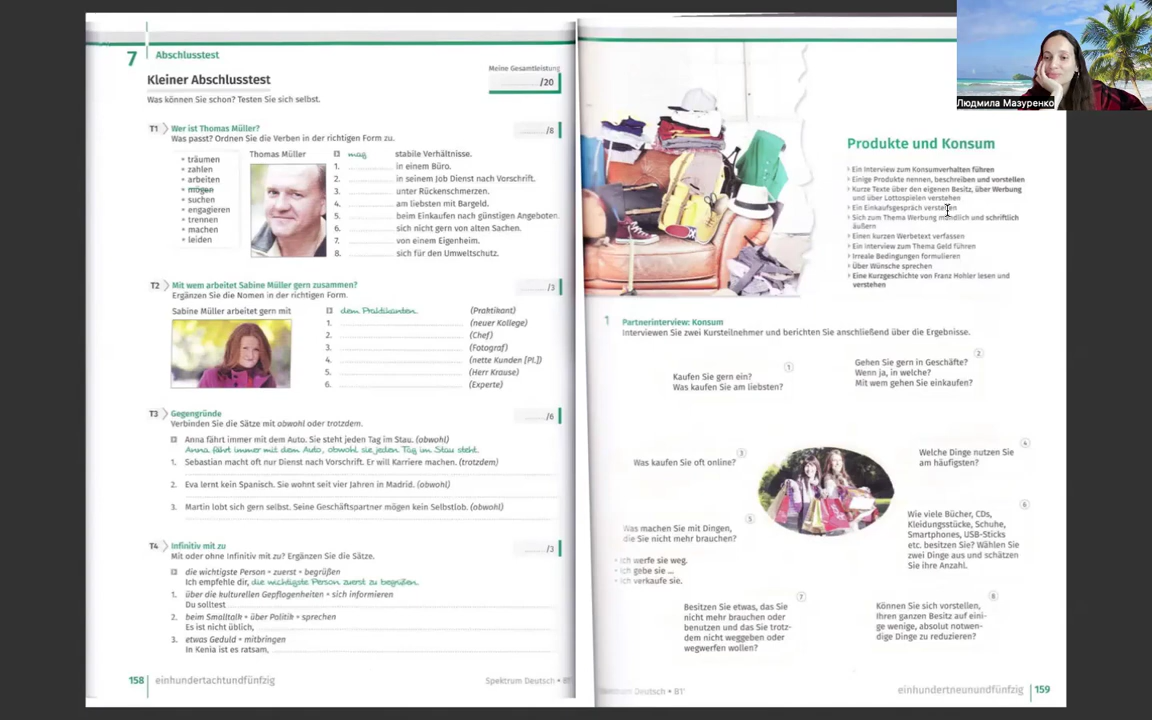 7
Abschlusstest
Kleiner Abschlusstest
Was können Sie schon? Testen Sie sich selbst.
Meine Gesamtleistung
/20
T1 Wer ist Thomas Müller?
Was passt? Ordnen Sie die Verben in der richtigen Form zu.
/8
• träumen
• zahlen
• arbeiten
• mögen
• suchen
• engagieren
• trennen
• machen
• leiden
Thomas Müller
mag stabile Verhältnisse.
1. in einem Büro.
2. in seinem Job Dienst nach Vorschrift.
3. unter Rückenschmerzen.
4. am liebsten mit Bargeld.
5. beim Einkaufen nach günstigen Angeboten.
6. sich nicht gern von alten Sachen.
7. von einem Eigenheim.
8. sich für den Umweltschutz.
T2 Mit wem arbeitet Sabine Müller gern zusammen?
Ergänzen Sie die Nomen in der richtigen Form.
/3
Sabine Müller arbeitet gern mit
dem Praktikanten (Praktikant)
1. (neuer Kollege)
2. (Chef)
3. (Fotograf)
4. (nette Kunden [Pl.])
5. (Herr Krause)
6. (Experte)
T3 Gegengründe
Verbinden Sie die Sätze mit obwohl oder trotzdem.
/6
Anna fährt immer mit dem Auto. Sie steht jeden Tag im Stau. (obwohl)
Anna fährt immer mit dem Auto, obwohl sie jeden Tag im Stau steht.
1. Sebastian macht oft nur Dienst nach Vorschrift. Er will Karriere machen. (trotzdem)
2. Eva lernt kein Spanisch. Sie wohnt seit vier Jahren in Madrid. (obwohl)
3. Martin lobt sich gern selbst. Seine Geschäftspartner mögen kein Selbstlob. (obwohl)
T4 Infinitiv mit zu
Mit oder ohne Infinitiv mit zu? Ergänzen Sie die Sätze.
/3
die wichtigste Person • zuerst • begrüßen
Ich empfehle dir, die wichtigste Person zuerst zu begrüßen.
1. über die kulturellen Gepflogenheiten • sich informieren
Du solltest
2. beim Smalltalk • über Politik • sprechen
Es ist nicht üblich,
3. etwas Geduld • mitbringen
In Kenia ist es ratsam,
158 einhundertachtundfünfzig
Spektrum Deutsch •
Produkte und Konsum
› Ein Interview zum Konsumverhalten führen
› Einige Produkte nennen, beschreiben und vorstellen
› Kurze Texte über den eigenen Besitz, über Werbung
und über Lottospielen verstehen
› Ein Einkaufsgespräch verstehen
› Sich zum Thema Werbung mündlich und schriftlich
äußern
› Einen kurzen Werbetext verfassen
› Ein Interview zum Thema Geld führen
› Irreale Bedingungen formulieren
› Über Wünsche sprechen
› Eine Kurzgeschichte von Franz Hohler lesen und
verstehen
1 Partnerinterview: Konsum
Interviewen Sie zwei Kursteilnehmer und berichten Sie anschließend über die Ergebnisse.
1
Kaufen Sie gern ein?
Was kaufen Sie am liebsten?
2
Gehen Sie gern in Geschäfte?
Wenn ja, in welche?
Mit wem gehen Sie einkaufen?
3
Was kaufen Sie oft online?
4
Welche Dinge nutzen Sie
am häufigsten?
5
Was machen Sie mit Dingen,
die Sie nicht mehr brauchen?
• Ich werfe sie weg.
• Ich gebe sie ...
• Ich verkaufe sie.
6
Wie viele Bücher, CDs,
Kleidungsstücke, Schuhe,
Smartphones, USB-Sticks
etc. besitzen Sie? Wählen Sie
zwei Dinge aus und schätzen
Sie ihre Anzahl.
7
Besitzen Sie etwas, das Sie
nicht mehr brauchen oder
benutzen und das Sie trotz-
dem nicht weggeben oder
wegwerfen wollen?
8
Können Sie sich vorstellen,
Ihren ganzen Besitz auf eini-
ge wenige, absolut notwen-
dige Dinge zu reduzieren?
Spektrum Deutsch • B1+
einhundertneunundfünfzig 159
Людмила Мазуренко